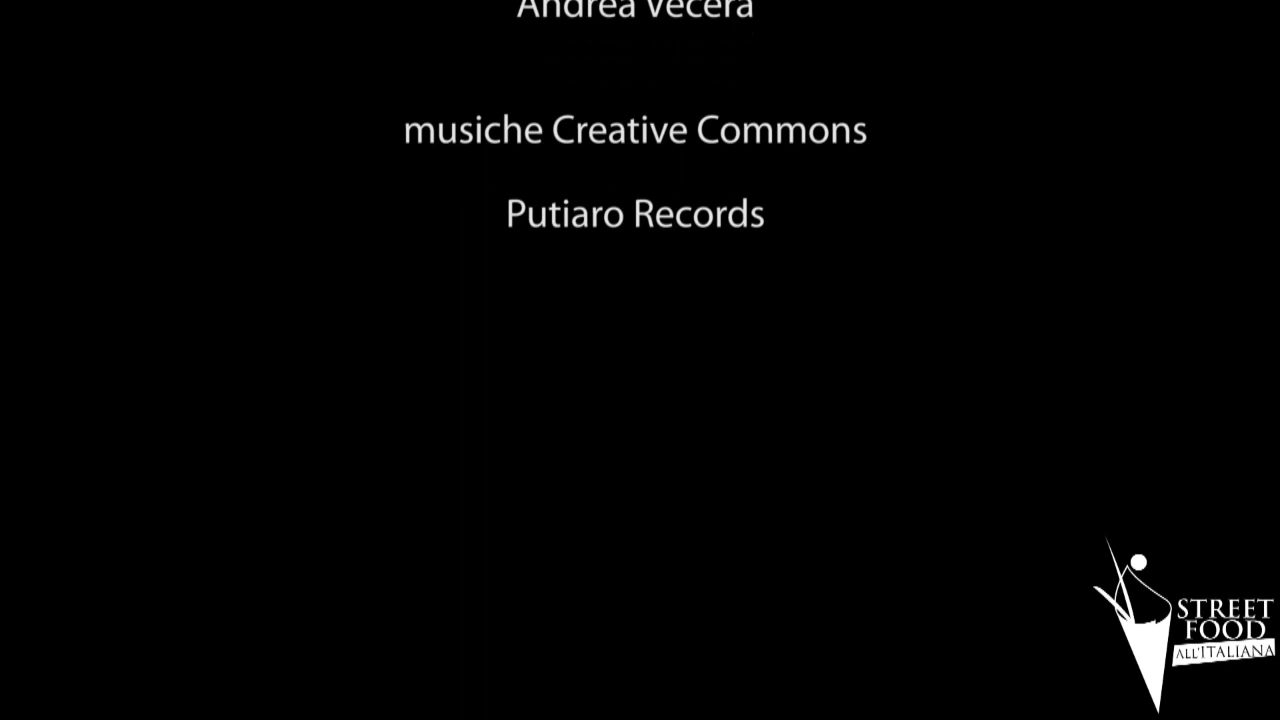 Andrea Vecera
musiche Creative Commons
Putiaro Records
STREET
FOOD
ALL'ITALIANA